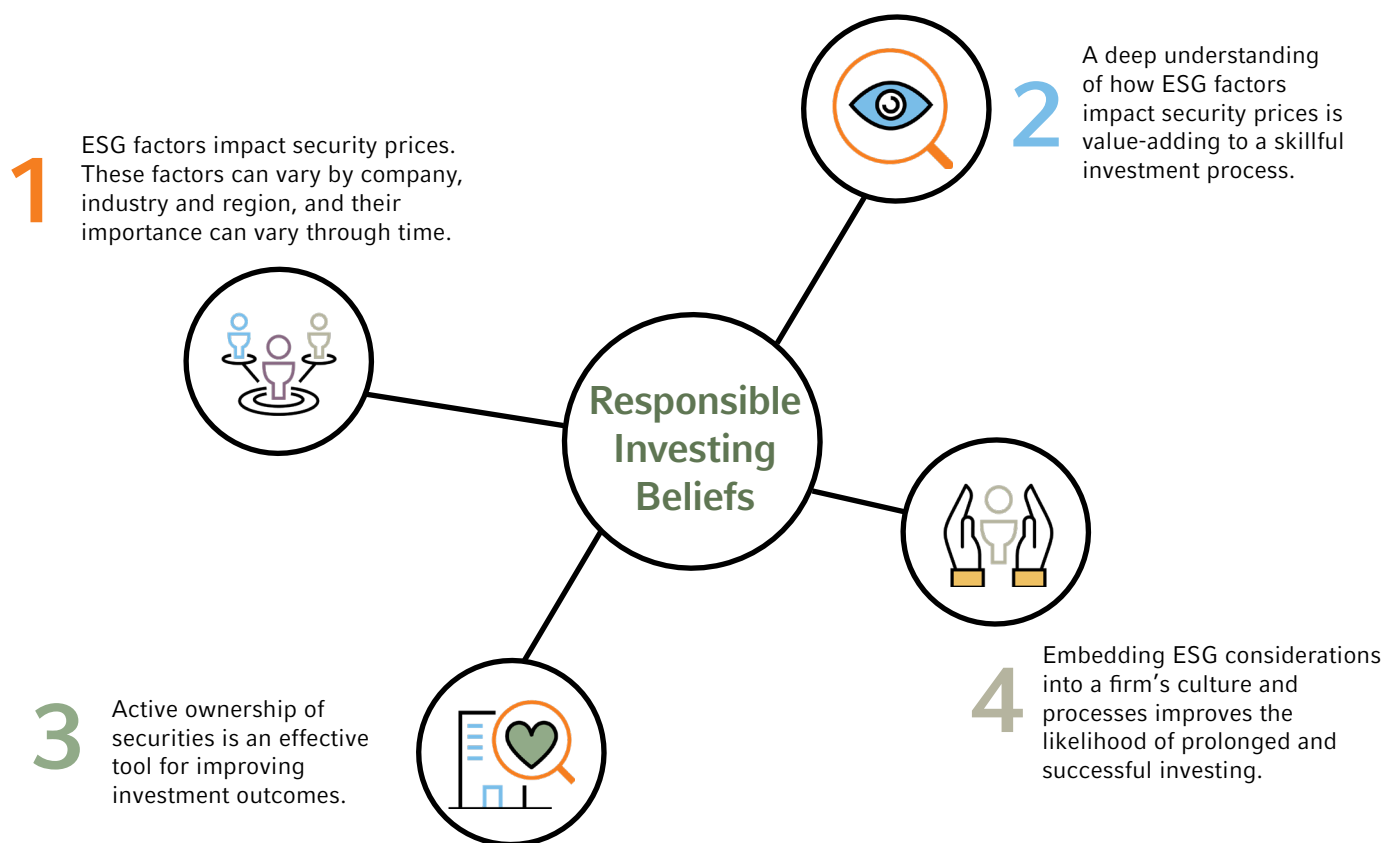 1
ESG factors impact security prices.
These factors can vary by company,
industry and region, and their
importance can vary through time.
2
A deep understanding
of how ESG factors
impact security prices is
value-adding to a skillful
investment process.
Responsible
Investing
Beliefs
3
Active ownership of
securities is an effective
tool for improving
investment outcomes.
4
Embedding ESG considerations
into a firm’s culture and
processes improves the
likelihood of prolonged and
successful investing.